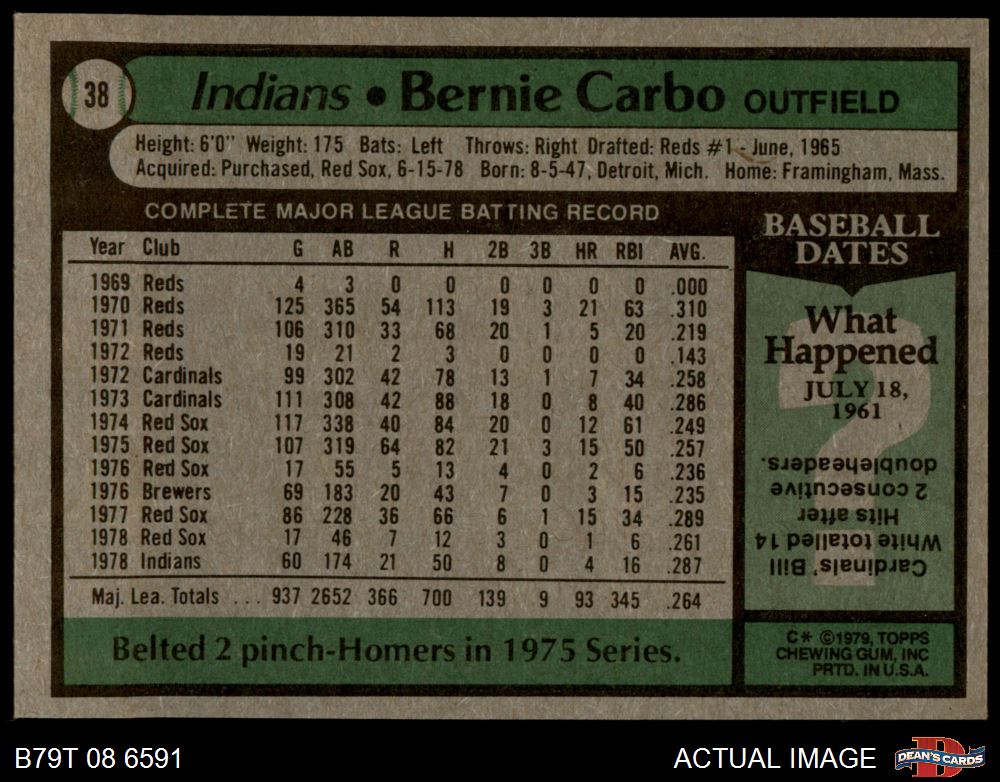 38 Indians • Bernie Carbo OUTFIELD
Height: 6'0" Weight: 175 Bats: Left Throws: Right Drafted: Reds #1 - June, 1965
Acquired: Purchased, Red Sox, 6-15-78 Born: 8-5-47, Detroit, Mich. Home: Framingham, Mass.
COMPLETE MAJOR LEAGUE BATTING RECORD
Year Club G AB R H 2B 3B HR RBI AVG.
1969 Reds 4 3 0 0 0 0 0 0 .000
1970 Reds 125 365 54 113 19 3 21 63 .310
1971 Reds 106 310 33 68 20 1 5 20 .219
1972 Reds 19 21 2 3 0 0 0 0 .143
1972 Cardinals 99 302 42 78 13 1 7 34 .258
1973 Cardinals 111 308 42 88 18 0 8 40 .286
1974 Red Sox 117 338 40 84 20 0 12 61 .249
1975 Red Sox 107 319 64 82 21 3 15 50 .257
1976 Red Sox 17 55 5 13 4 0 2 6 .236
1976 Brewers 69 183 20 43 7 0 3 15 .235
1977 Red Sox 86 228 36 66 6 1 15 34 .289
1978 Red Sox 17 46 7 12 3 0 1 6 .261
1978 Indians 60 174 21 50 8 0 4 16 .287
Maj. Lea. Totals ... 937 2652 366 700 139 9 93 345 .264
Belted 2 pinch-Homers in 1975 Series.
BASEBALL
DATES
What
Happened
JULY 18,
1961
?
Cardinals' Bill
White totalled 14
Hits after
2 consecutive
doubleheaders.
C* ©1979, TOPPS
CHEWING GUM, INC
PRTD. IN U.S.A.
B79T 08 6591
ACTUAL IMAGE
D
DEAN'S CARDS